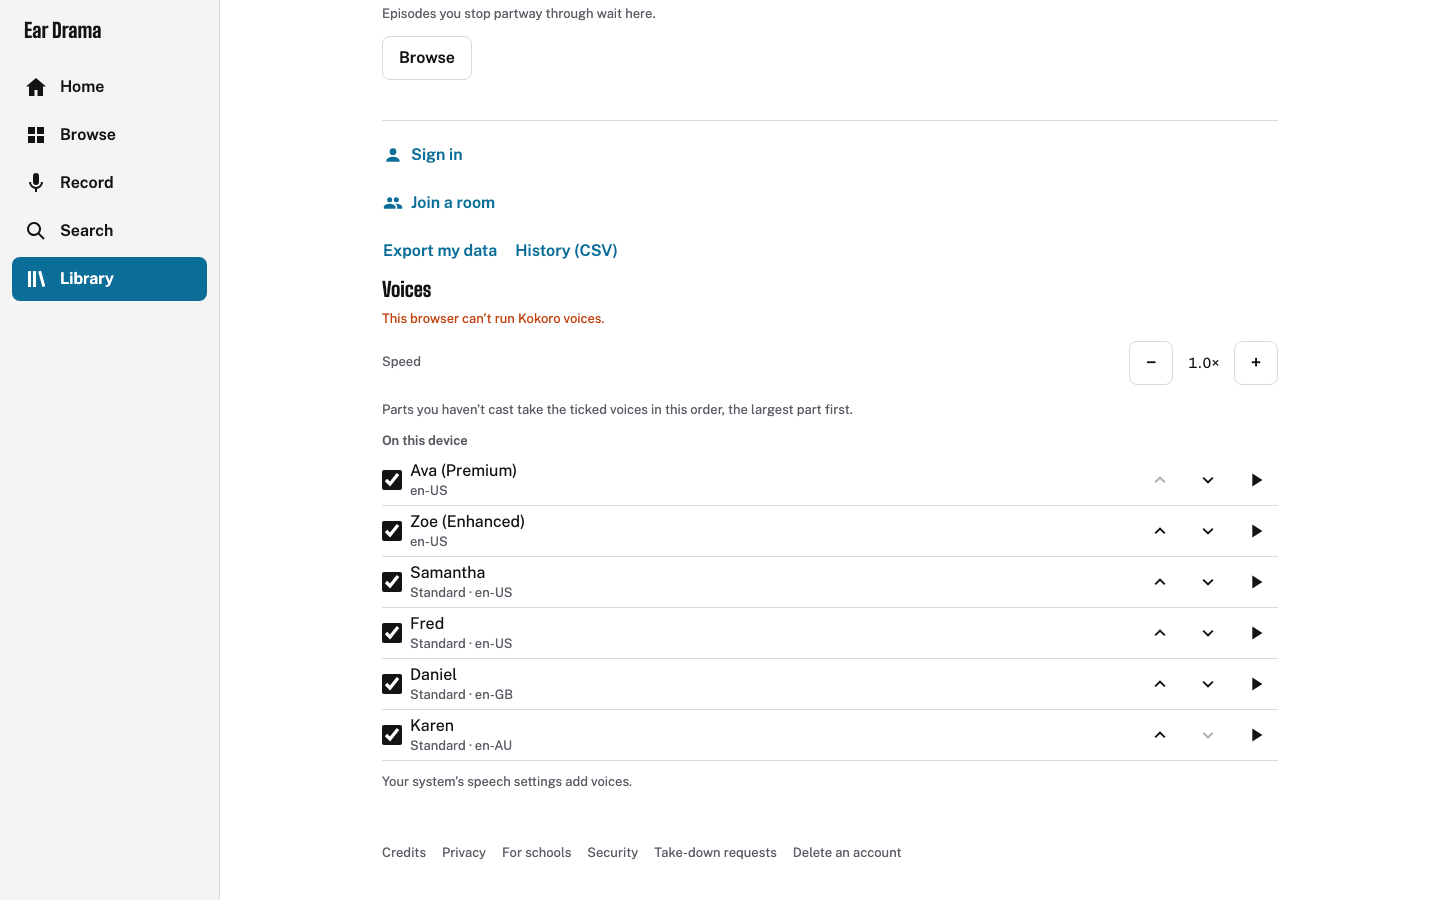 Ear Drama
Home
Browse
Record
Search
Library
Episodes you stop partway through wait here.
Browse
Sign in
Join a room
Export my data History (CSV)
Voices
This browser can't run Kokoro voices.
Speed
− 1.0× +
Parts you haven't cast take the ticked voices in this order, the largest part first.
On this device
Ava (Premium)
en-US
Zoe (Enhanced)
en-US
Samantha
Standard · en-US
Fred
Standard · en-US
Daniel
Standard · en-GB
Karen
Standard · en-AU
Your system's speech settings add voices.
Credits Privacy For schools Security Take-down requests Delete an account